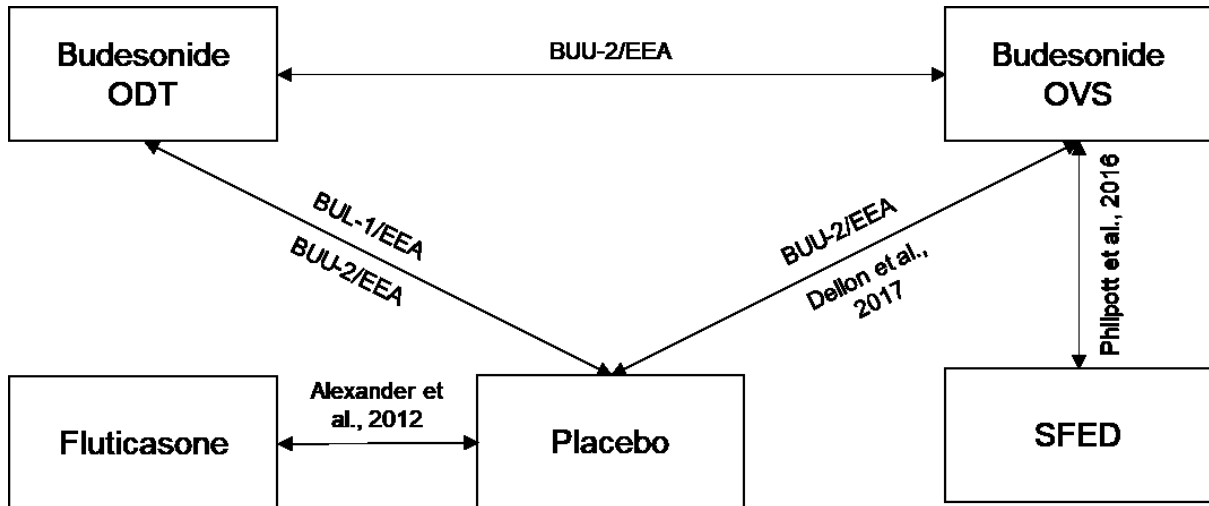 Budesonide
ODT
BUU-2/EEA
Budesonide
OVS
BUL-1/EEA
BUU-2/EEA
BUU-2/EEA
Dellon et al.,
2017
Philpott et al., 2016
Fluticasone
Alexander et
al., 2012
Placebo
SFED